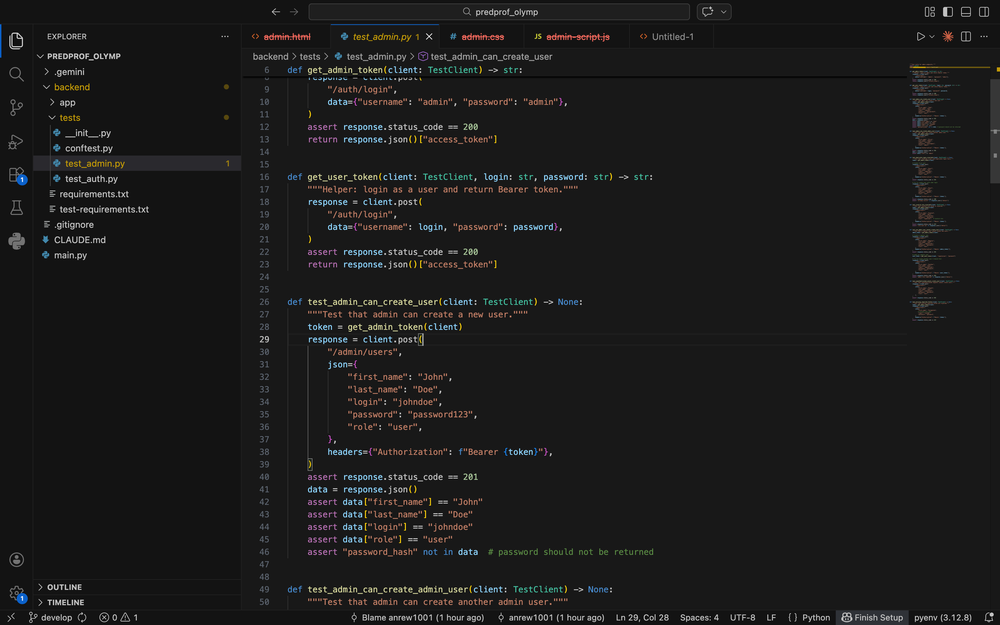 predprof_olymp
EXPLORER
PREDPROF_OLYMP
.gemini
backend
app
tests
__init__.py
conftest.py
test_admin.py 1
test_auth.py
requirements.txt
test-requirements.txt
.gitignore
CLAUDE.md
main.py
OUTLINE
TIMELINE
1
1
admin.html
test_admin.py 1
# admin.css
JS admin-script.js
Untitled-1
backend > tests > test_admin.py > test_admin_can_create_user
6 def get_admin_token(client: TestClient) -> str:
8 response = client.post(
9 "/auth/login",
10 data={"username": "admin", "password": "admin"},
11 )
12 assert response.status_code == 200
13 return response.json()["access_token"]
14
15
16 def get_user_token(client: TestClient, login: str, password: str) -> str:
17 """Helper: login as a user and return Bearer token."""
18 response = client.post(
19 "/auth/login",
20 data={"username": login, "password": password},
21 )
22 assert response.status_code == 200
23 return response.json()["access_token"]
24
25
26 def test_admin_can_create_user(client: TestClient) -> None:
27 """Test that admin can create a new user."""
28 token = get_admin_token(client)
29 response = client.post(
30 "/admin/users",
31 json={
32 "first_name": "John",
33 "last_name": "Doe",
34 "login": "johndoe",
35 "password": "password123",
36 "role": "user",
37 },
38 headers={"Authorization": f"Bearer {token}"},
39 )
40 assert response.status_code == 201
41 data = response.json()
42 assert data["first_name"] == "John"
43 assert data["last_name"] == "Doe"
44 assert data["login"] == "johndoe"
45 assert data["role"] == "user"
46 assert "password_hash" not in data # password should not be returned
47
48
49 def test_admin_can_create_admin_user(client: TestClient) -> None:
50 """Test that admin can create another admin user."""
develop 0 1 Blame anrew1001 (1 hour ago) anrew1001 (1 hour ago) Ln 29, Col 28 Spaces: 4 UTF-8 LF {} Python Finish Setup pyenv (3.12.8)